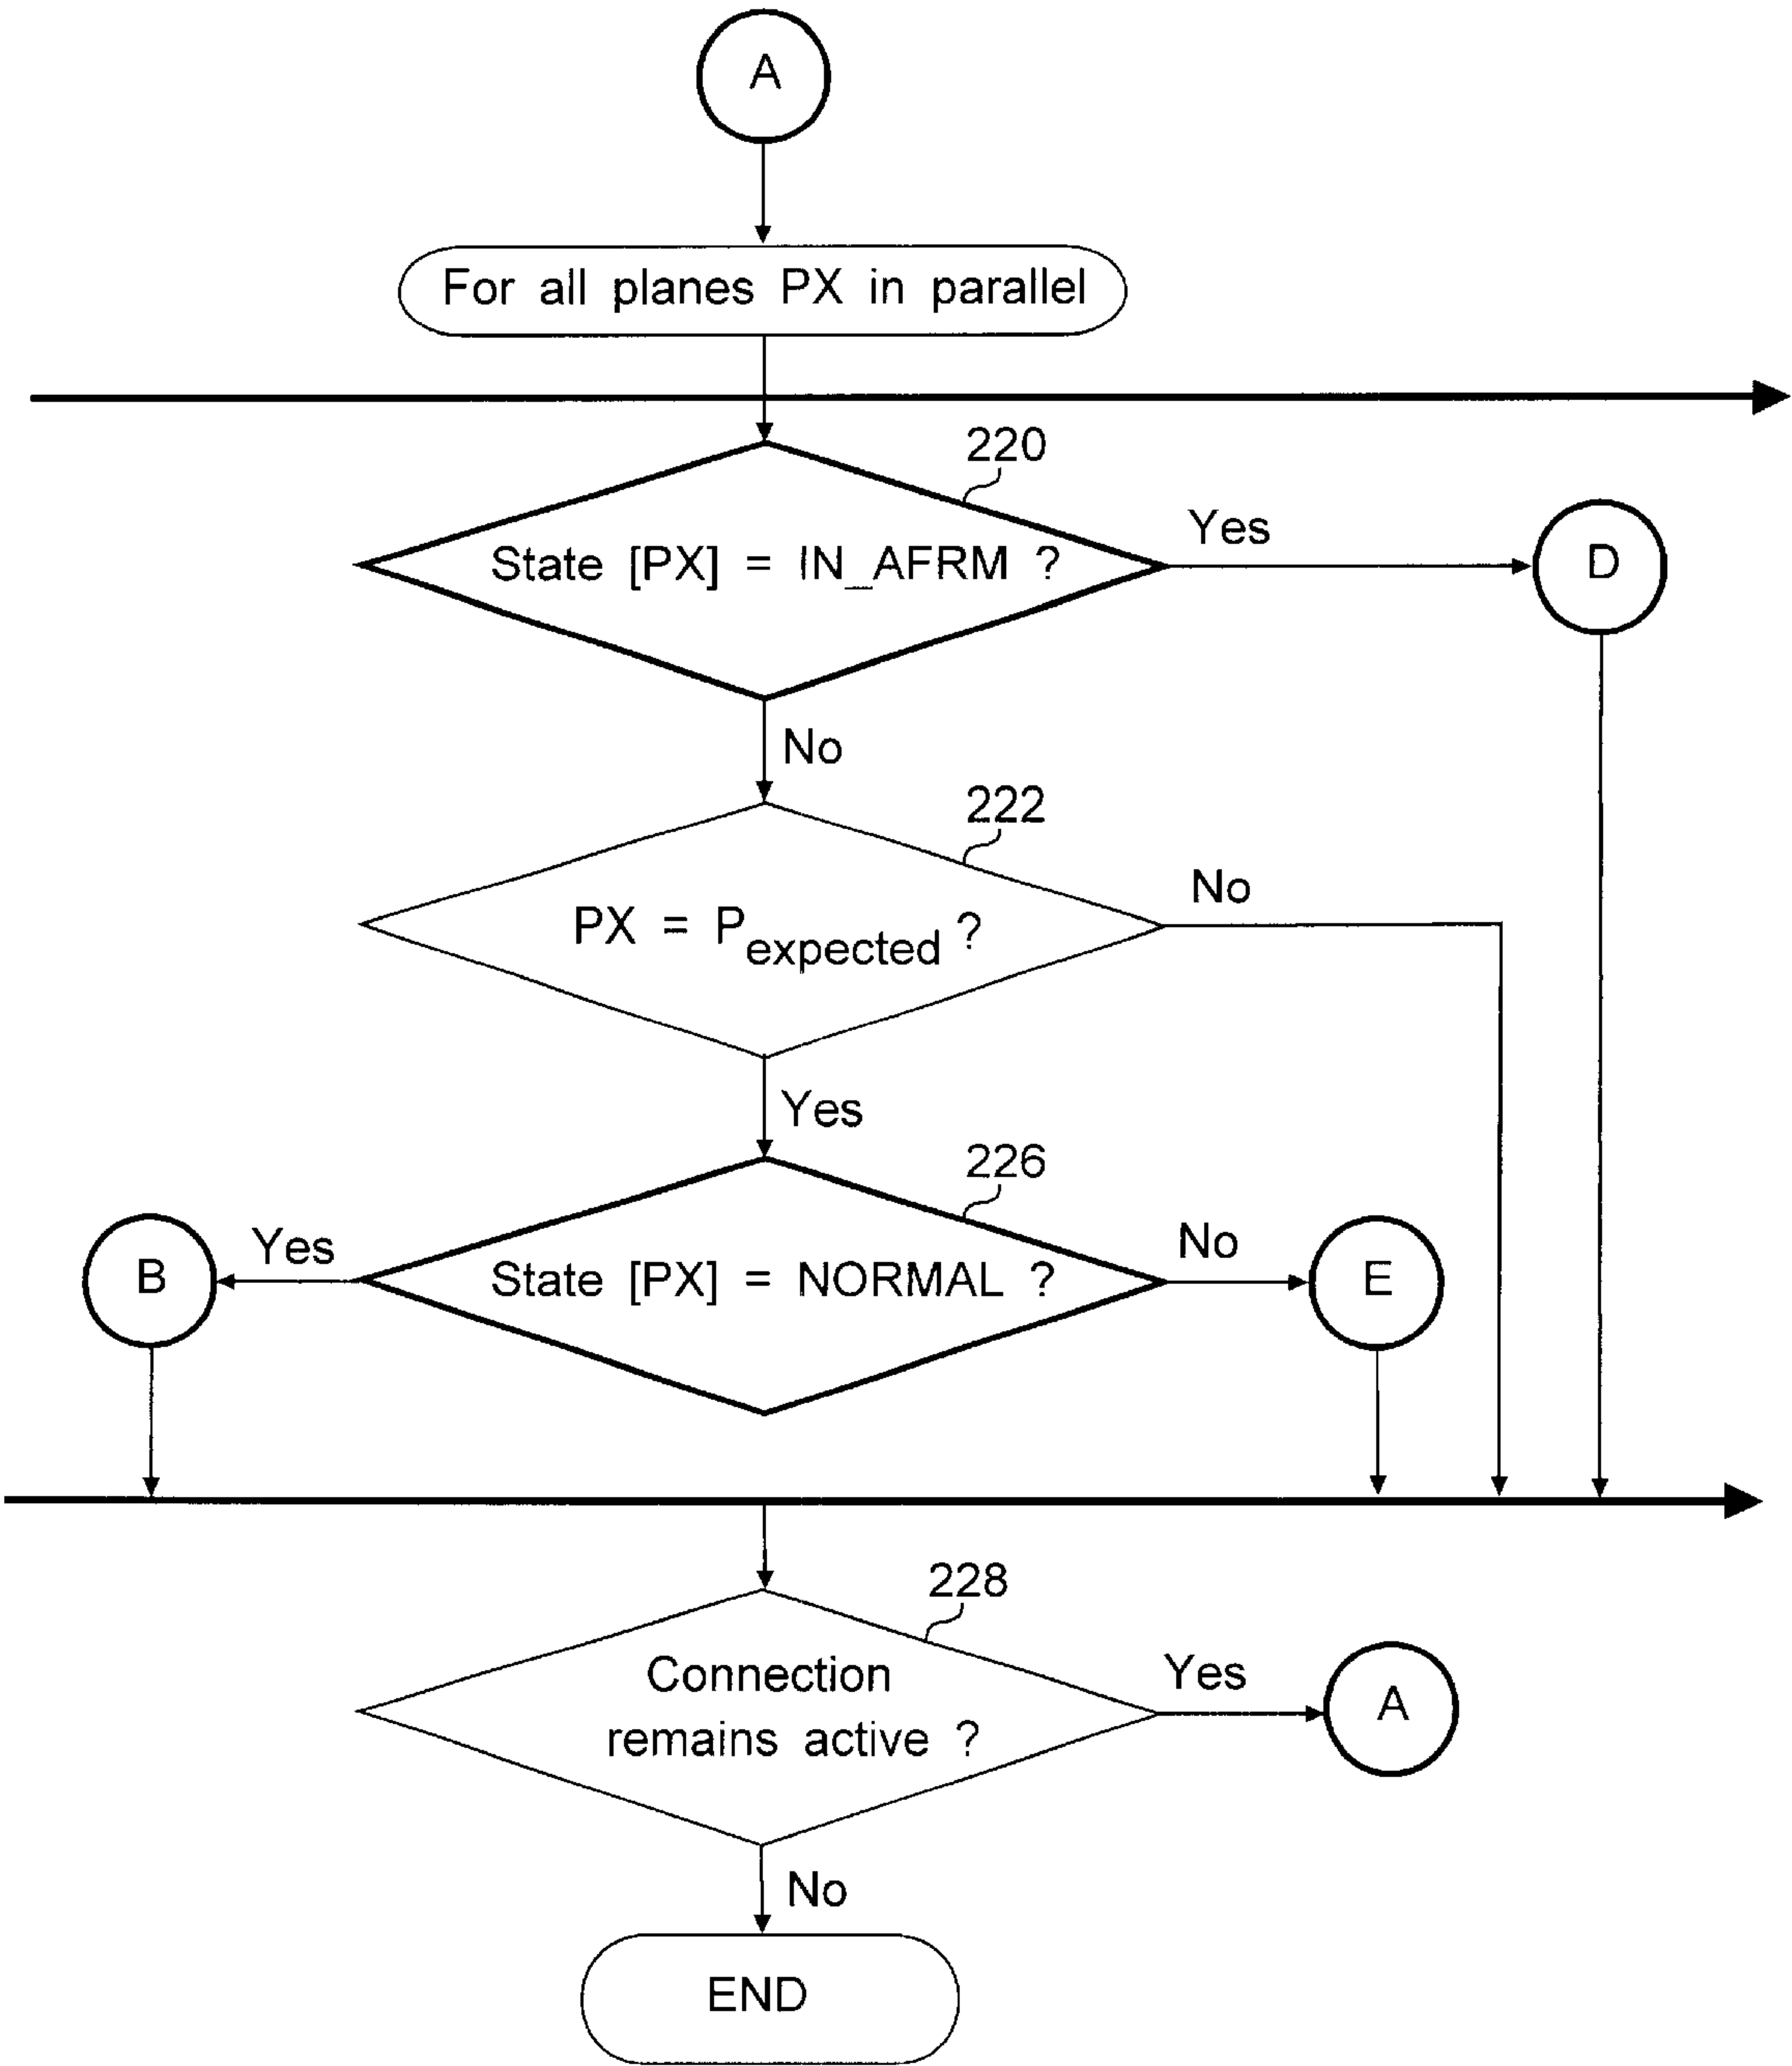 A
For all planes PX in parallel
220
State [PX] = IN_AFRM ?
Yes
D
No
222
PX = Pexpected ?
No
Yes
226
B
Yes
State [PX] = NORMAL ?
No
E
228
Connection
remains active ?
Yes
A
No
END